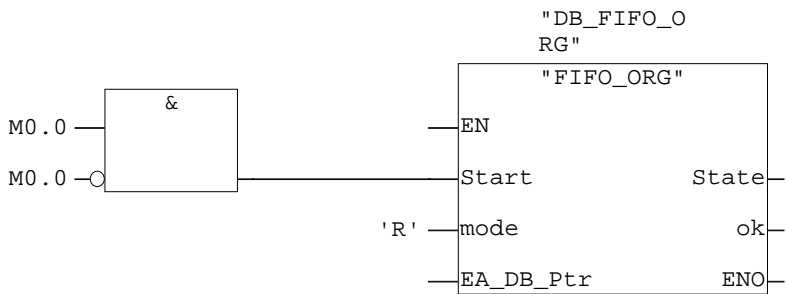 "DB_FIFO_O
RG"
"FIFO_ORG"
&
M0.0
EN
M0.0
Start
State
'R'
mode
ok
EA_DB_Ptr
ENO